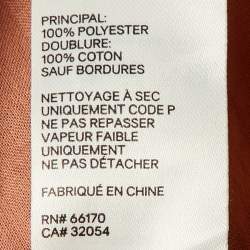 PRINCIPAL:
100% POLYESTER
DOUBLURE:
100% COTON
SAUF BORDURES
NETTOYAGE À SEC
UNIQUEMENT CODE P
NE PAS REPASSER
VAPEUR FAIBLE
UNIQUEMENT
NE PAS DÉTACHER
FABRIQUÉ EN CHINE
RN# 66170
CA# 32054